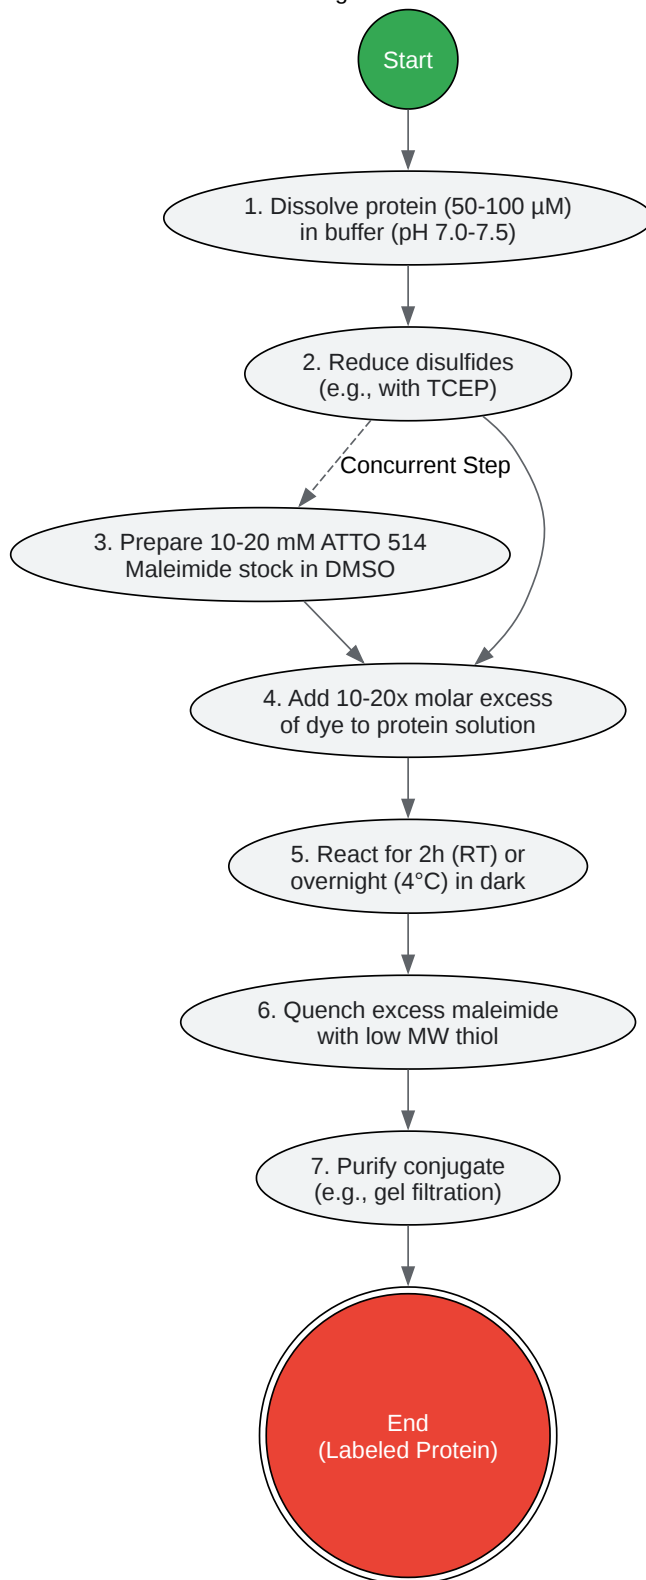 Start
1. Dissolve protein (50-100 µM)
in buffer (pH 7.0-7.5)
2. Reduce disulfides
(e.g., with TCEP)
Concurrent Step
3. Prepare 10-20 mM ATTO 514
Maleimide stock in DMSO
4. Add 10-20x molar excess
of dye to protein solution
5. React for 2h (RT) or
overnight (4°C) in dark
6. Quench excess maleimide
with low MW thiol
7. Purify conjugate
(e.g., gel filtration)
End
(Labeled Protein)